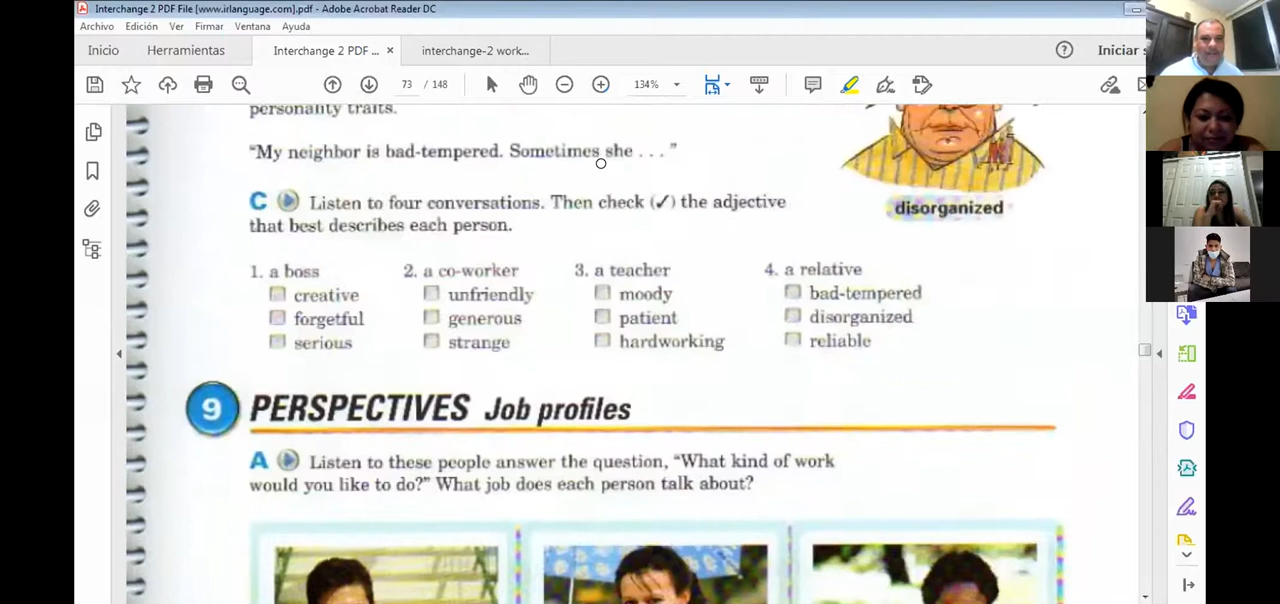 Interchange 2 PDF File [www.irlanguage.com].pdf - Adobe Acrobat Reader DC
Archivo Edición Ver Firmar Ventana Ayuda
Inicio Herramientas Interchange 2 PDF ... × interchange-2 work... Iniciar
73 / 148 134%
personality traits.
"My neighbor is bad-tempered. Sometimes she . . . "
C Listen to four conversations. Then check (✓) the adjective
that best describes each person.
disorganized
1. a boss 2. a co-worker 3. a teacher 4. a relative
creative unfriendly moody bad-tempered
forgetful generous patient disorganized
serious strange hardworking reliable
9 PERSPECTIVES Job profiles
A Listen to these people answer the question, "What kind of work
would you like to do?" What job does each person talk about?